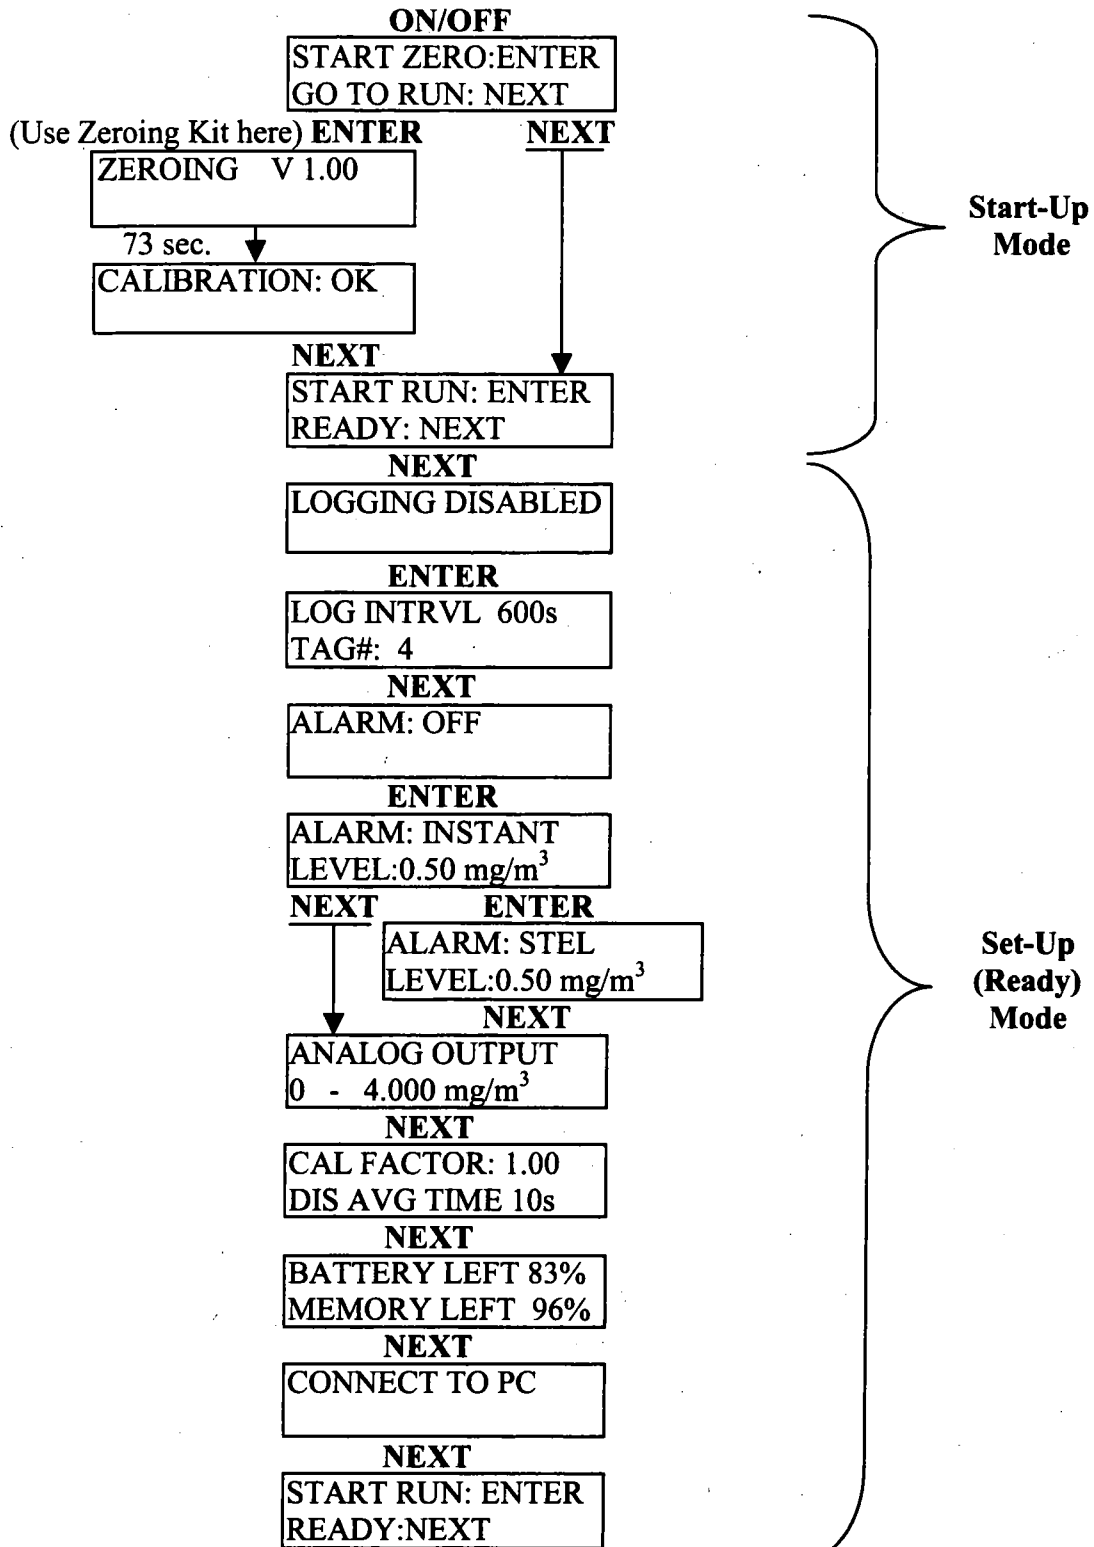 ON/OFF
START ZERO:ENTER
GO TO RUN: NEXT
(Use Zeroing Kit here) ENTER NEXT
ZEROING V 1.00
73 sec.
CALIBRATION: OK
NEXT
START RUN: ENTER
READY: NEXT
Start-Up
Mode
NEXT
LOGGING DISABLED
ENTER
LOG INTRVL 600s
TAG#: 4
NEXT
ALARM: OFF
ENTER
ALARM: INSTANT
LEVEL:0.50 mg/m³
NEXT ENTER
ALARM: STEL
LEVEL:0.50 mg/m³
NEXT
ANALOG OUTPUT
0 - 4.000 mg/m³
NEXT
CAL FACTOR: 1.00
DIS AVG TIME 10s
NEXT
BATTERY LEFT 83%
MEMORY LEFT 96%
NEXT
CONNECT TO PC
NEXT
START RUN: ENTER
READY:NEXT
Set-Up
(Ready)
Mode